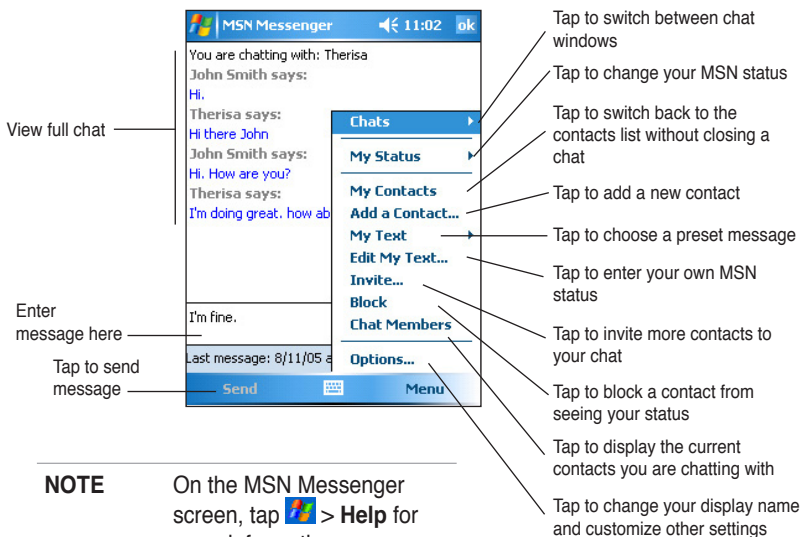 MSN Messenger 11:02 ok
You are chatting with: Therisa
John Smith says:
Hi.
Therisa says:
Hi there John
John Smith says:
Hi. How are you?
Therisa says:
I'm doing great. how ab
I'm fine.
Last message: 8/11/05 a
Send
Menu
Chats
My Status
My Contacts
Add a Contact...
My Text
Edit My Text...
Invite...
Block
Chat Members
Options...
View full chat
Enter
message here
Tap to send
message
Tap to switch between chat
windows
Tap to change your MSN status
Tap to switch back to the
contacts list without closing a
chat
Tap to add a new contact
Tap to choose a preset message
Tap to enter your own MSN
status
Tap to invite more contacts to
your chat
Tap to block a contact from
seeing your status
Tap to display the current
contacts you are chatting with
Tap to change your display name
and customize other settings
NOTE On the MSN Messenger
screen, tap > Help for